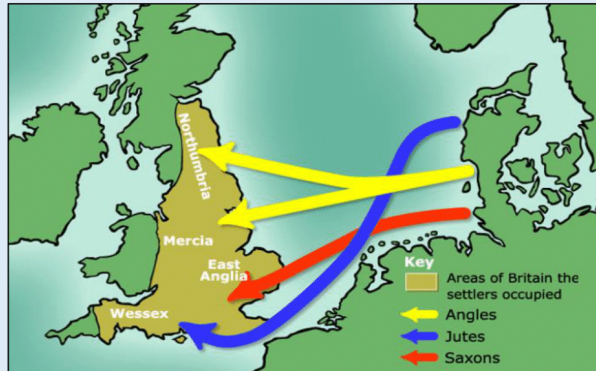 Northumbria
Mercia
East
Anglia
Wessex
Key
Areas of Britain the
settlers occupied
Angles
Jutes
Saxons